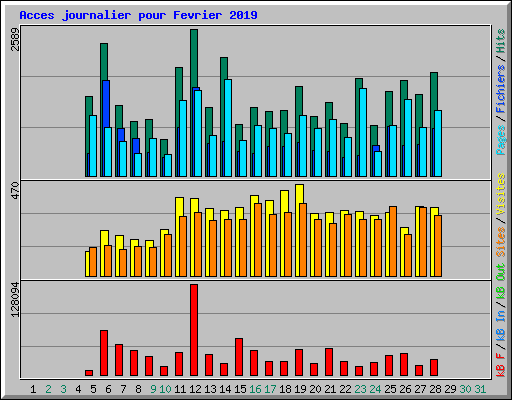 Acces journalier pour Fevrier 2019
2589
470
128094
Pages / Fichiers / Hits
Sites / Visites
kB F / kB In / kB Out
1 2 3 4 5 6 7 8 9 10 11 12 13 14 15 16 17 18 19 20 21 22 23 24 25 26 27 28 29 30 31